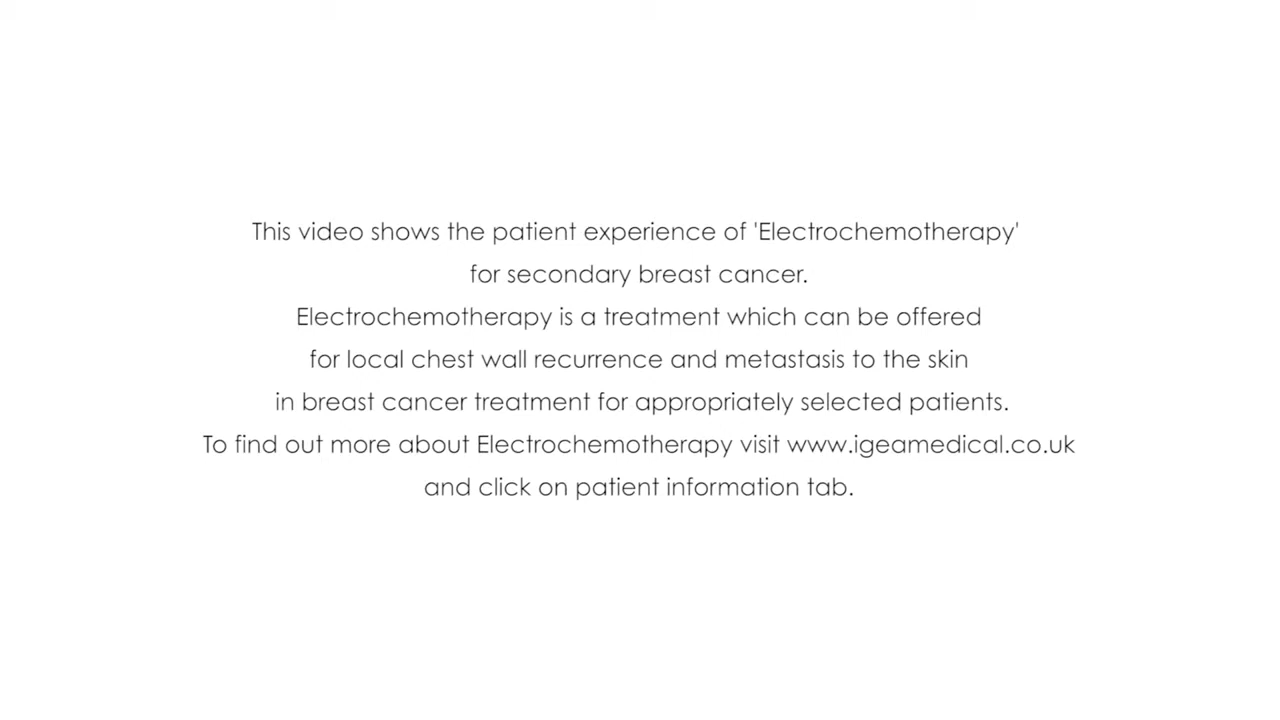 This video shows the patient experience of 'Electrochemotherapy'
for secondary breast cancer.
Electrochemotherapy is a treatment which can be offered
for local chest wall recurrence and metastasis to the skin
in breast cancer treatment for appropriately selected patients.
To find out more about Electrochemotherapy visit www.igeamedical.co.uk
and click on patient information tab.